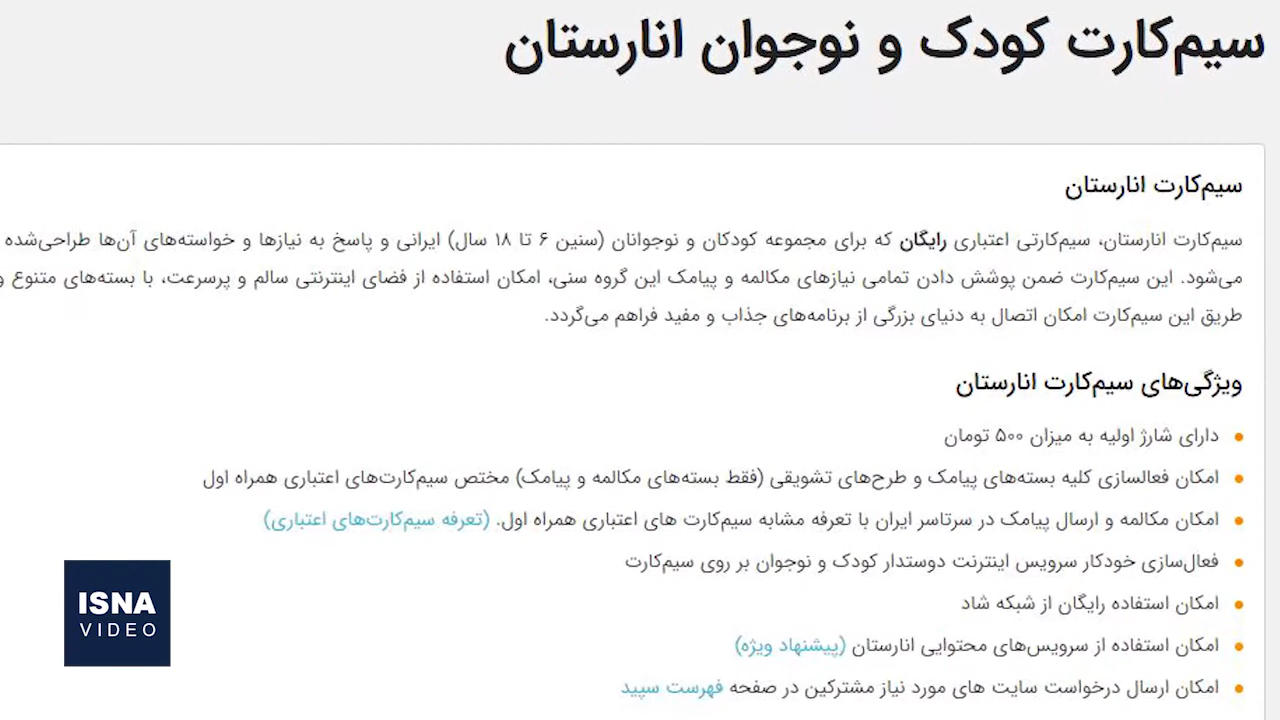 سیم‌کارت کودک و نوجوان انارستان
سیم‌کارت انارستان
سیم‌کارت انارستان، سیم‌کارتی اعتباری رایگان که برای مجموعه کودکان و نوجوانان (سنین ۶ تا ۱۸ سال) ایرانی و پاسخ به نیازها و خواسته‌های آن‌ها طراحی‌شده
می‌شود. این سیم‌کارت ضمن پوشش دادن تمامی نیازهای مکالمه و پیامک این گروه سنی، امکان استفاده از فضای اینترنتی سالم و پرسرعت، با بسته‌های متنوع و
طریق این سیم‌کارت امکان اتصال به دنیای بزرگی از برنامه‌های جذاب و مفید فراهم می‌گردد.
ویژگی‌های سیم‌کارت انارستان
دارای شارژ اولیه به میزان ۵۰۰ تومان
امکان فعالسازی کلیه بسته‌های پیامک و طرح‌های تشویقی (فقط بسته‌های مکالمه و پیامک) مختص سیم‌کارت‌های اعتباری همراه اول
امکان مکالمه و ارسال پیامک در سرتاسر ایران با تعرفه مشابه سیم‌کارت های اعتباری همراه اول. (تعرفه سیم‌کارت‌های اعتباری)
فعال‌سازی خودکار سرویس اینترنت دوستدار کودک و نوجوان بر روی سیم‌کارت
امکان استفاده رایگان از شبکه شاد
امکان استفاده از سرویس‌های محتوایی انارستان (پیشنهاد ویژه)
امکان ارسال درخواست سایت های مورد نیاز مشترکین در صفحه فهرست سپید
ISNA
VIDEO